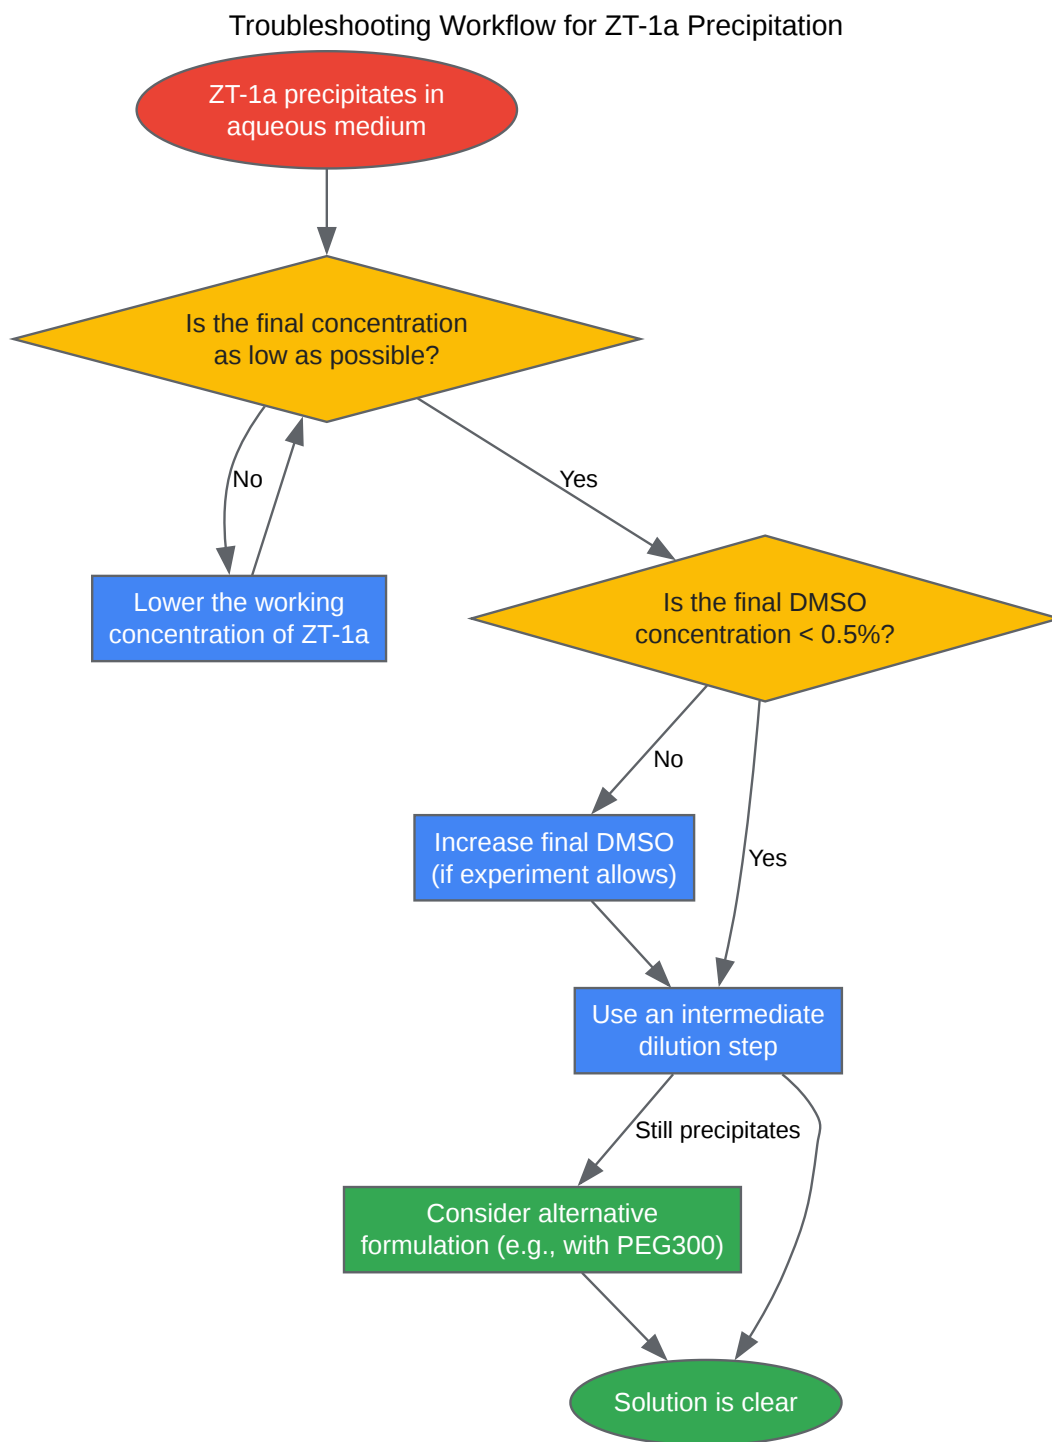 Troubleshooting Workflow for ZT-1a Precipitation
ZT-1a precipitates in
aqueous medium
Is the final concentration
as low as possible?
No
Yes
Lower the working
concentration of ZT-1a
Is the final DMSO
concentration < 0.5%?
No
Increase final DMSO
(if experiment allows)
Yes
Use an intermediate
dilution step
Still precipitates
Consider alternative
formulation (e.g., with PEG300)
Solution is clear